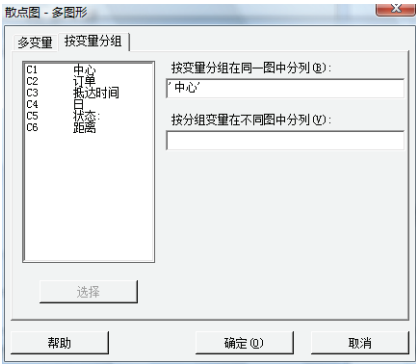 散点图 - 多图形
多变量 按变量分组
C1 中心
C2 订单
C3 抵达时间
C4 日
C5 状态:
C6 距离
按变量分组在同一图中分列(B):
'中心'
按分组变量在不同图中分列(V):
选择
帮助 确定(O) 取消